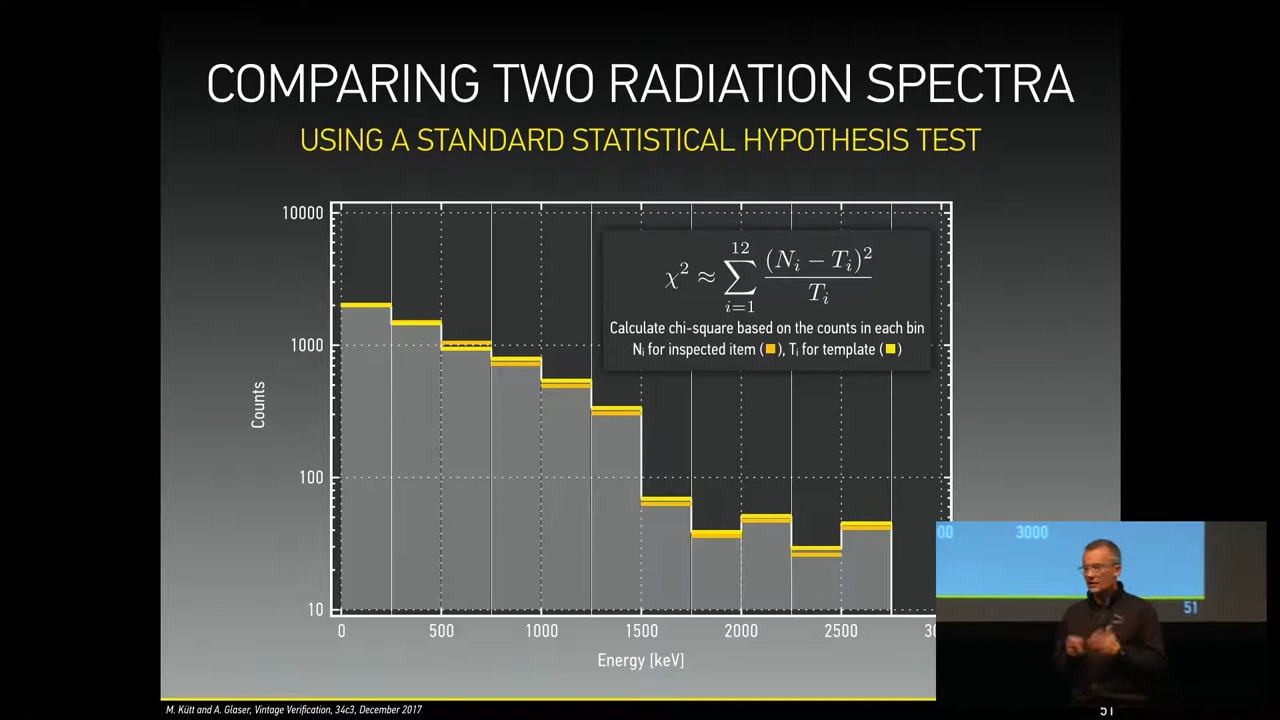 COMPARING TWO RADIATION SPECTRA
USING A STANDARD STATISTICAL HYPOTHESIS TEST
10000
1000
100
10
Counts
χ² ≈ ∑ i=1 12 (Nᵢ − Tᵢ)² / Tᵢ
Calculate chi-square based on the counts in each bin
Nᵢ for inspected item (■), Tᵢ for template (■)
0 500 1000 1500 2000 2500
Energy [keV]
00 3000
51
M. Kütt and A. Glaser, Vintage Verification, 34c3, December 2017
51